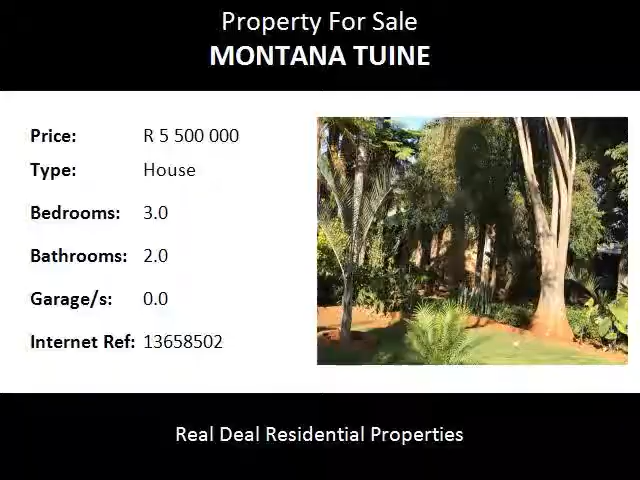 Property For Sale
MONTANA TUINE
Price: R 5 500 000
Type: House
Bedrooms: 3.0
Bathrooms: 2.0
Garage/s: 0.0
Internet Ref: 13658502
Real Deal Residential Properties